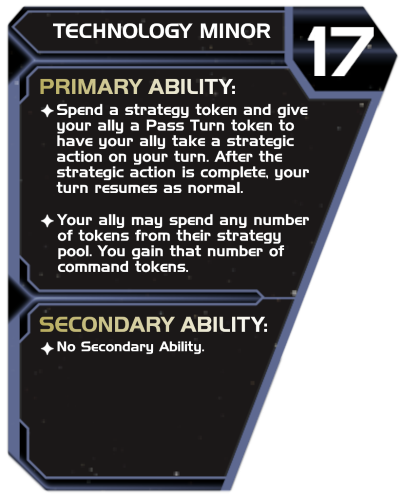 TECHNOLOGY MINOR
17
PRIMARY ABILITY:
Spend a strategy token and give
your ally a Pass Turn token to
have your ally take a strategic
action on your turn. After the
strategic action is complete, your
turn resumes as normal.
Your ally may spend any number
of tokens from their strategy
pool. You gain that number of
command tokens.
SECONDARY ABILITY:
No Secondary Ability.